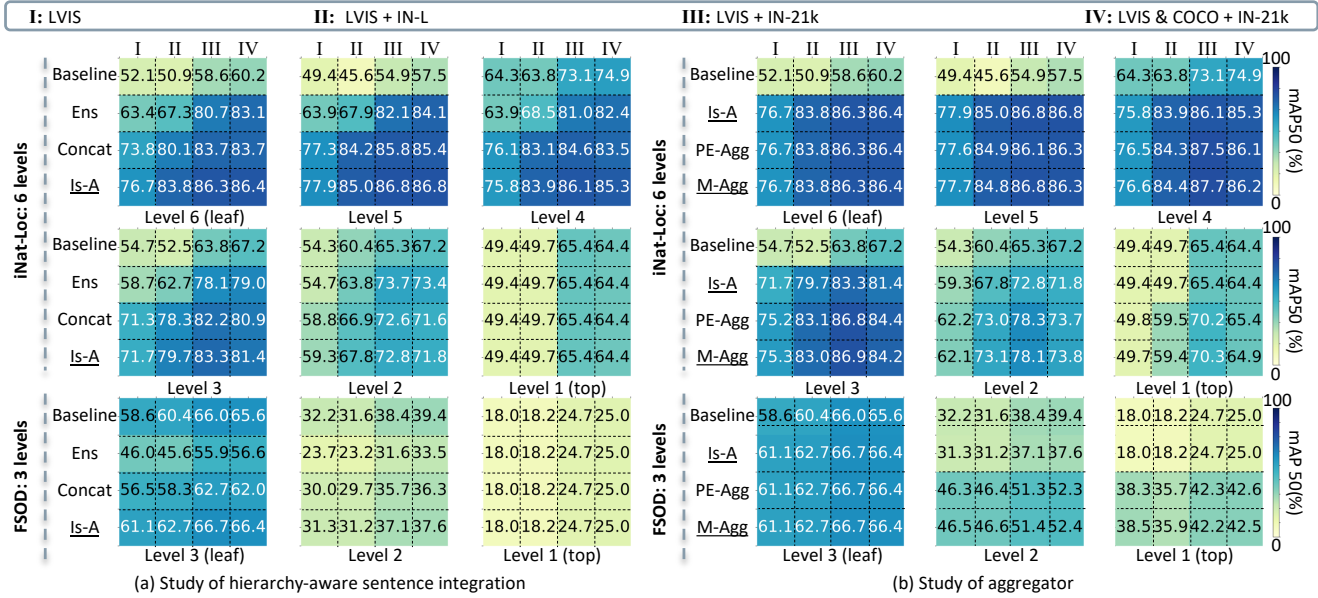 I: LVIS II: LVIS + IN-L III: LVIS + IN-21k IV: LVIS & COCO + IN-21k
I II III IV I II III IV I II III IV I II III IV I II III IV I II III IV
Baseline 52.1 50.9 58.6 60.2 49.4 45.6 54.9 57.5 64.3 63.8 73.1 74.9 Baseline 52.1 50.9 58.6 60.2 49.4 45.6 54.9 57.5 64.3 63.8 73.1 74.9 100
Ens 63.4 67.3 80.7 83.1 63.9 67.9 82.1 84.1 63.9 68.5 81.0 82.4 Is-A 76.7 83.8 86.3 86.4 77.9 85.0 86.8 86.8 75.8 83.9 86.1 85.3
Concat 73.8 80.1 83.7 83.7 77.3 84.2 85.8 85.4 76.1 83.1 84.6 83.5 PE-Agg 76.7 83.8 86.3 86.4 77.6 84.9 86.1 86.3 76.5 84.3 87.5 86.1
Is-A 76.7 83.8 86.3 86.4 77.9 85.0 86.8 86.8 75.8 83.9 86.1 85.3 M-Agg 76.7 83.8 86.3 86.4 77.7 84.9 86.8 86.3 76.6 84.4 87.7 86.2 0
mAP50 (%)
Level 6 (leaf) Level 5 Level 4 Level 6 (leaf) Level 5 Level 4
iNat-Loc: 6 levels iNat-Loc: 6 levels
Baseline 54.7 52.5 63.8 67.2 54.3 60.4 65.3 67.2 49.4 49.7 65.4 64.4 Baseline 54.7 52.5 63.8 67.2 54.3 60.4 65.3 67.2 49.4 49.7 65.4 64.4 100
Ens 58.7 62.7 78.1 79.0 54.7 63.8 73.7 73.4 49.4 49.7 65.4 64.4 Is-A 71.7 79.7 83.3 81.4 59.3 67.8 72.8 71.8 49.4 49.7 65.4 64.4
Concat 71.3 78.3 82.2 80.9 58.8 66.9 72.6 71.6 49.4 49.7 65.4 64.4 PE-Agg 75.2 83.1 86.8 84.4 62.2 73.0 78.3 73.7 49.8 59.5 70.2 65.4
Is-A 71.7 79.7 83.3 81.4 59.3 67.8 72.8 71.8 49.4 49.7 65.4 64.4 M-Agg 75.3 83.0 86.9 84.2 62.1 73.1 78.1 73.8 49.7 59.4 70.3 64.9 0
mAP50 (%)
Level 3 Level 2 Level 1 (top) Level 3 Level 2 Level 1 (top)
Baseline 58.6 60.4 66.0 65.6 32.2 31.6 38.4 39.4 18.0 18.2 24.7 25.0 Baseline 58.6 60.4 66.0 65.6 32.2 31.6 38.4 39.4 18.0 18.2 24.7 25.0 100
Ens 46.0 45.6 55.9 56.6 23.7 23.2 31.6 33.5 18.0 18.2 24.7 25.0 Is-A 61.1 62.7 66.7 66.4 31.3 31.2 37.1 37.6 18.0 18.2 24.7 25.0
Concat 56.5 58.3 62.7 62.0 30.0 29.7 35.7 36.3 18.0 18.2 24.7 25.0 PE-Agg 61.1 62.7 66.7 66.4 46.3 46.4 51.3 52.3 38.3 35.7 42.3 42.6
Is-A 61.1 62.7 66.7 66.4 31.3 31.2 37.1 37.6 18.0 18.2 24.7 25.0 M-Agg 61.1 62.7 66.7 66.4 46.5 46.6 51.4 52.4 38.5 35.9 42.2 42.5 0
mAP 50(%)
FSOD: 3 levels FSOD: 3 levels
Level 3 (leaf) Level 2 Level 1 (top) Level 3 (leaf) Level 2 Level 1 (top)
(a) Study of hierarchy-aware sentence integration (b) Study of aggregator